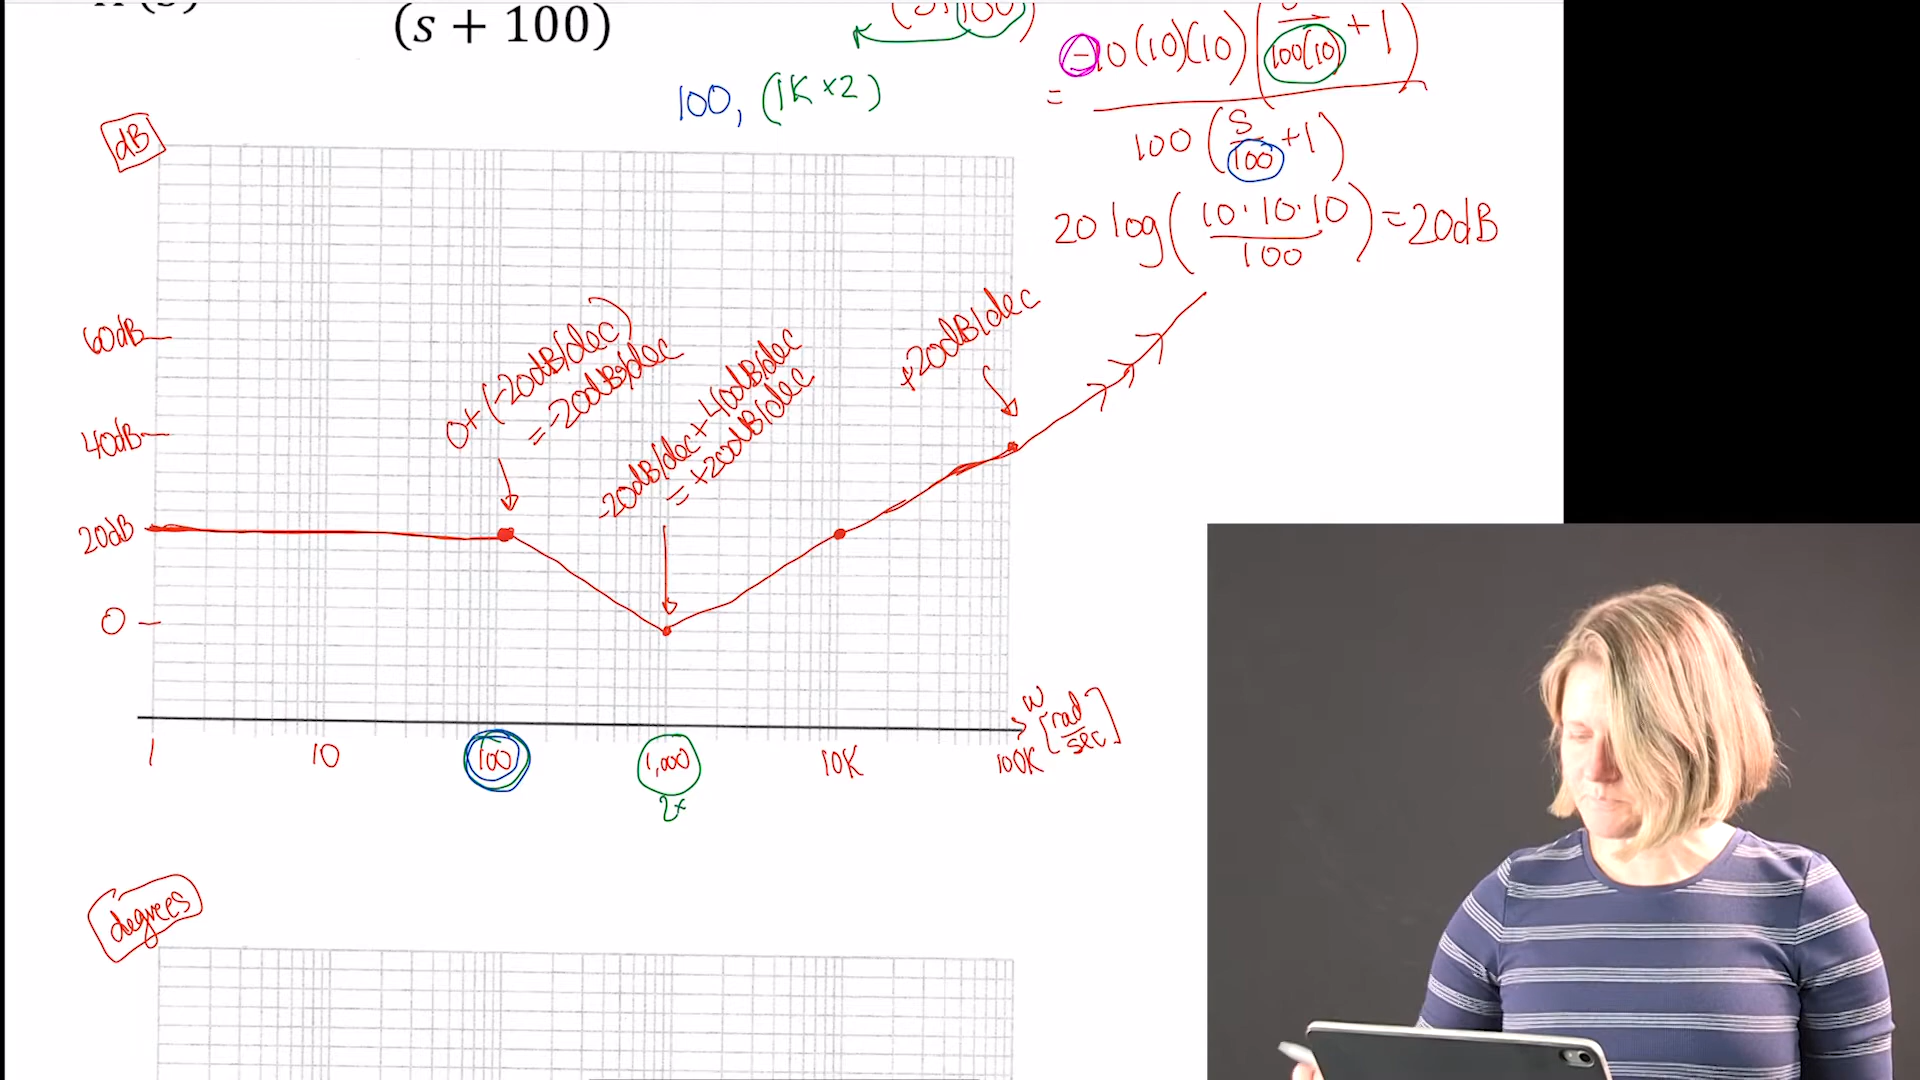 (s + 100)
100, (1K x2)
= -10(10)(10)( 100(10) + 1)
100 (S/100 + 1)
20 log( 10·10·10 / 100 ) = 20dB
dB
60dB
40dB
20dB
0
0+(-20dB/dec)
= -20dB/dec
-20dB/dec + 40dB/dec
= +20dB/dec
+20dB/dec
1
10
100
1,000
2x
10K
100K
w [rad/sec]
degrees